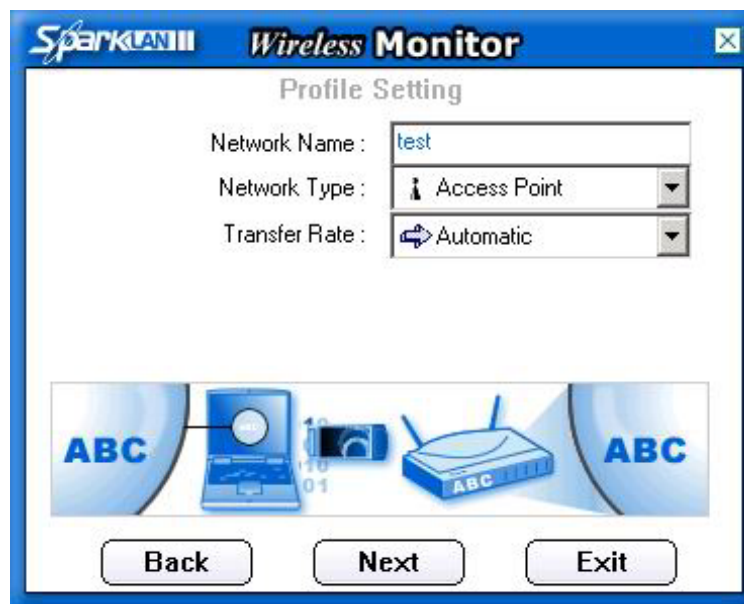 SparkLAN Wireless Monitor
Profile Setting
Network Name : test
Network Type : Access Point
Transfer Rate : Automatic
ABC ABC ABC
Back Next Exit